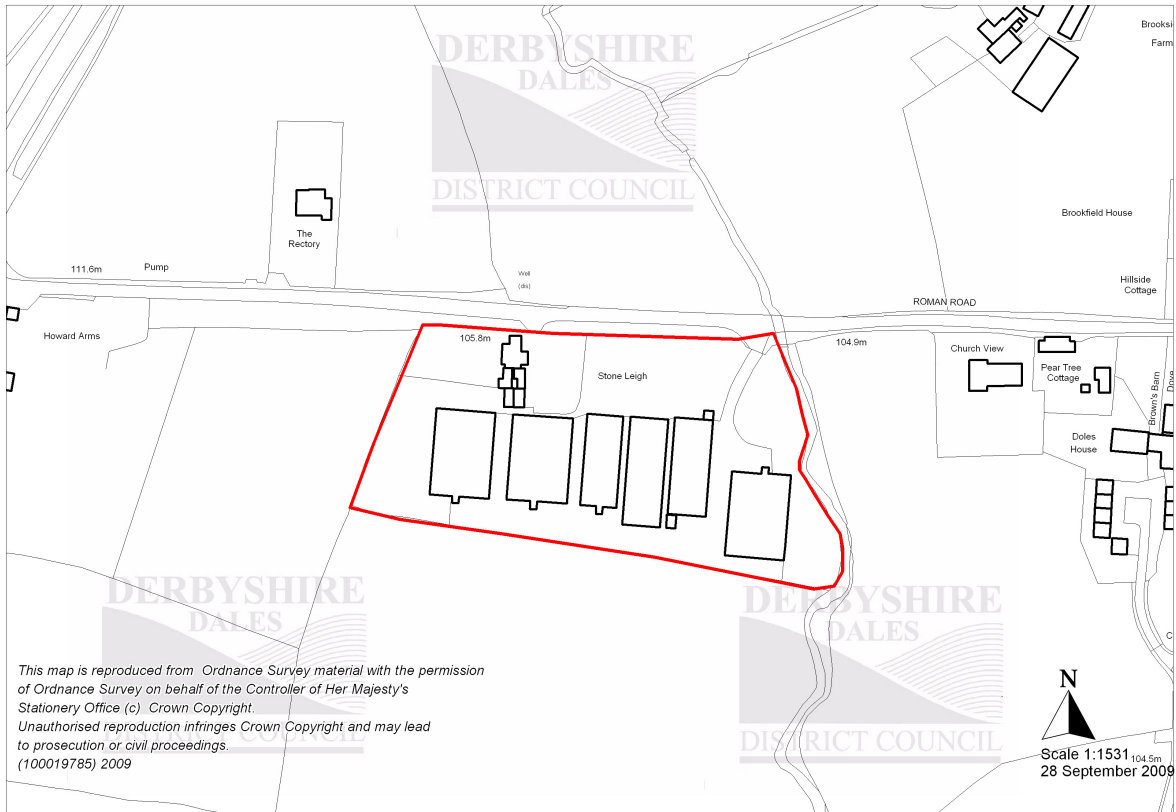 DERBYSHIRE
DALES
DISTRICT COUNCIL
Farm
The
Rectory
Brookfield House
111.6m
Pump
Well
(dis)
Hillside
Cottage
ROMAN ROAD
Howard Arms
105.8m
104.9m
Church View
Stone Leigh
Pear Tree
Cottage
Brown's Barn
Doles
House
DERBYSHIRE
DALES
DISTRICT COUNCIL
DERBYSHIRE
DALES
DISTRICT COUNCIL
This map is reproduced from Ordnance Survey material with the permission
of Ordnance Survey on behalf of the Controller of Her Majesty's
Stationery Office (c) Crown Copyright.
Unauthorised reproduction infringes Crown Copyright and may lead
to prosecution or civil proceedings.
(100019785) 2009
N
Scale 1:1531
104.5m
28 September 2009